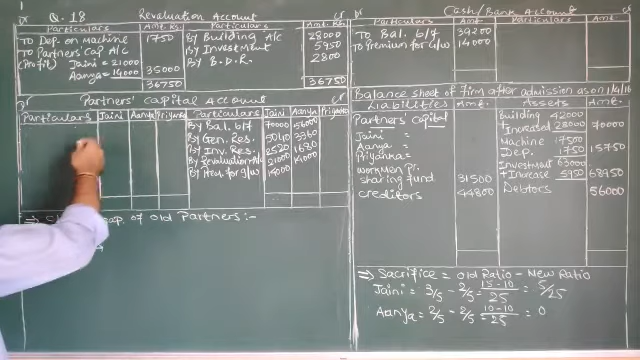 Q. 18 Revaluation Account
Dr Cr
Particulars Amt. Rs. Particulars Amt. Rs.
To Dep. on Machine 1750 By Building A/c 28000
To Partners Cap A/c By Investment 5950
(Profit) Jaini = 21000 By B.D.R. 2800
Aanya = 14000 35000
36750 36750
Partners' Capital Account
Particulars Jaini Aanya Priyanka Particulars Jaini Aanya Priyanka
By Bal. b/f 70000 56000
By Gen. Res. 5040 3360
By Inv. Res. 2520 1680
By Revaluation A/c 21000 14000
By Prem. for g/w 14000
⇒ cap. of Old Partners :-
Cash/Bank Account
Particulars Amt Particulars Amt.
To Bal. b/f 39200
To Premium for G/w 14000
Balance sheet of firm after admission as on 1/4/16
Liabilities Amt. Assets Amt.
Partners' capital Building 42000
Jaini = + Increased 28000 70000
Aanya = Machine 17500
Priyanka = Dep. 1750 15750
workmen Pr. Investment 63000
sharing fund 31500 + Increase 5950 68950
creditors 44800 Debtors 56000
⇒ Sacrifice = Old Ratio - New Ratio
Jaini = 3/5 - 2/5 = 15-10/25 = 5/25
Aanya = 2/5 - 2/5 = 10-10/25 = 0